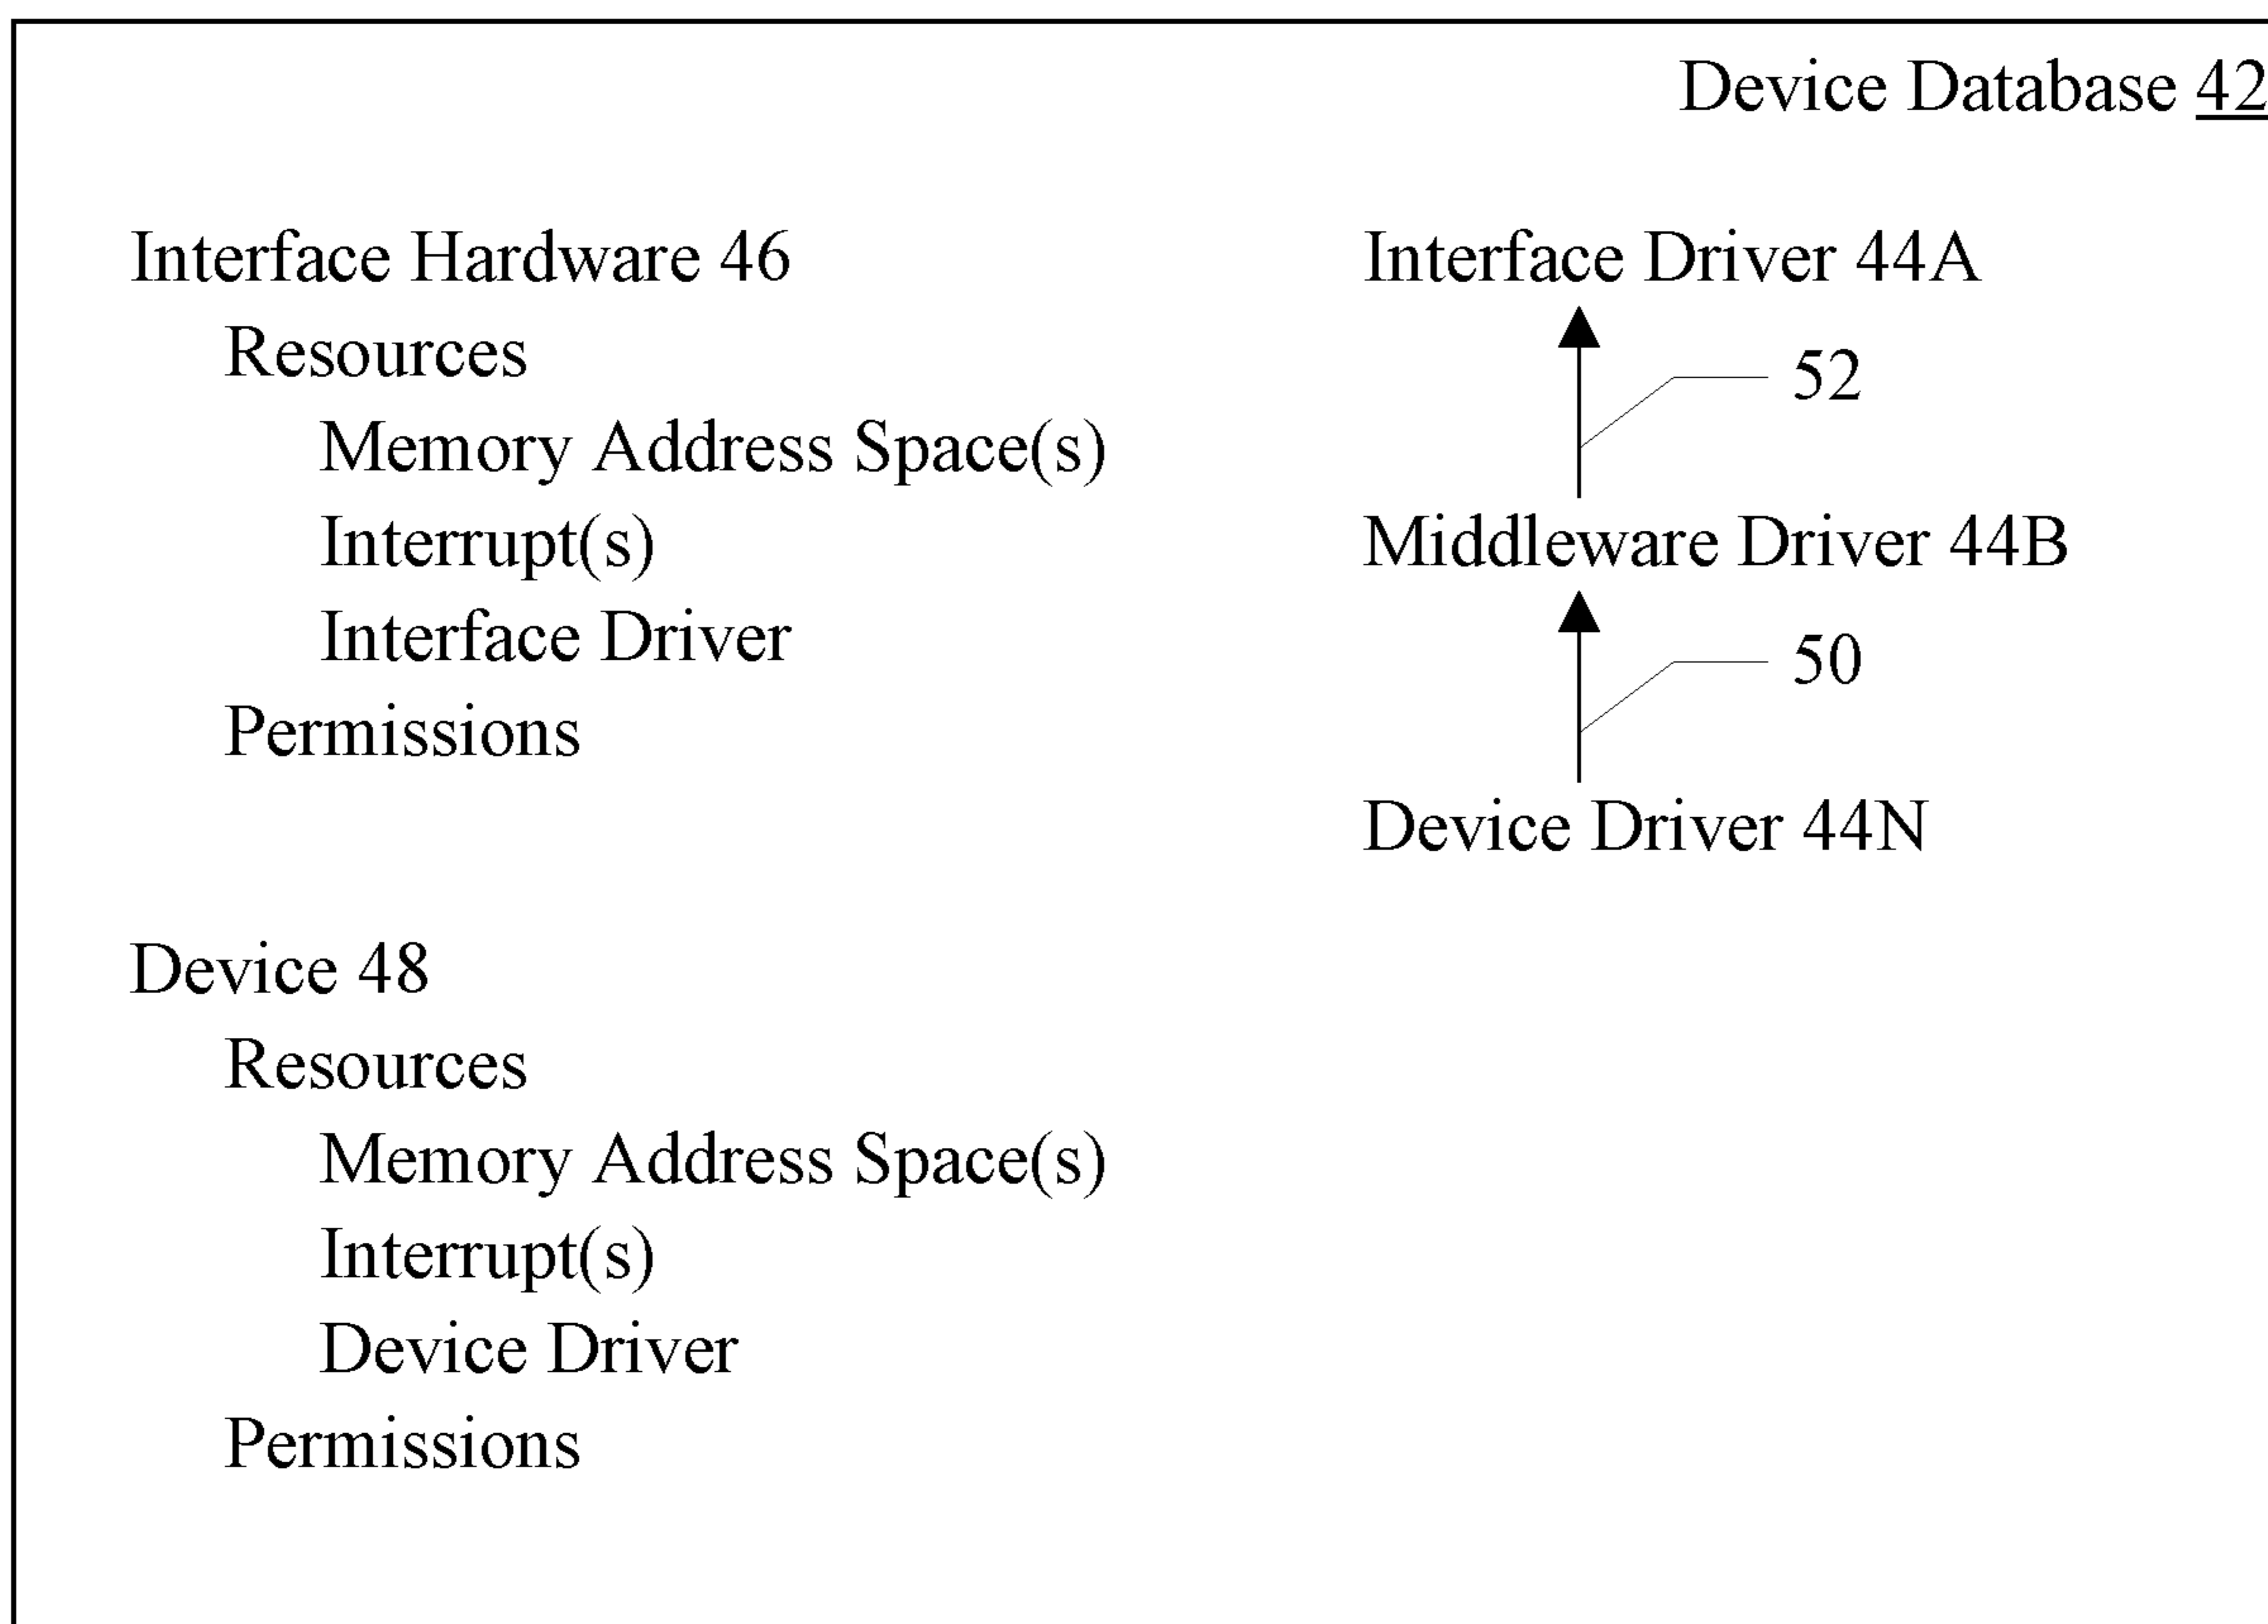 Device Database 42
Interface Hardware 46
Resources
Memory Address Space(s)
Interrupt(s)
Interface Driver
Permissions
Device 48
Resources
Memory Address Space(s)
Interrupt(s)
Device Driver
Permissions
Interface Driver 44A
52
Middleware Driver 44B
50
Device Driver 44N